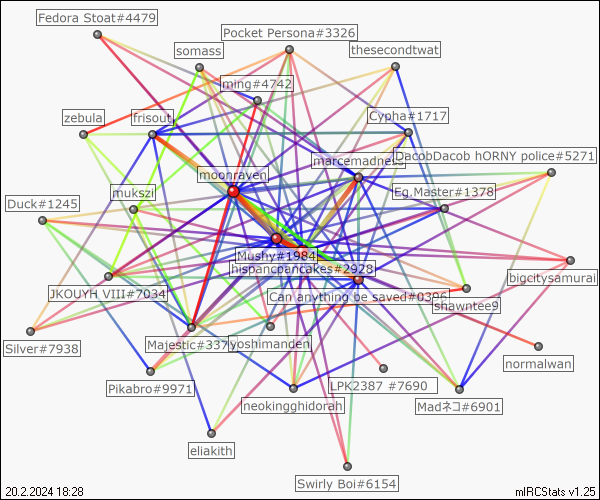 Fedora Stoat#4479
Pocket Persona#3326
somass
thesecondtwat
ming#4742
zebula
frisout
Cypha#1717
marcemadness
DacobDacob hORNY police#5271
moonraven
mukszil
Eg.Master#1378
Duck#1245
Mushy#1984
hispancpancakes#2928
bigcitysamurai
JKOUYH_VIII#7034
Can anything be saved#0396
shawntee9
Silver#7938
Majestic#337
yoshimanden
normalwan
Pikabro#9971
LPK2387 #7690
neokingghidorah
Madネコ#6901
eliakith
Swirly Boi#6154
20.2.2024 18:28
mIRCStats v1.25